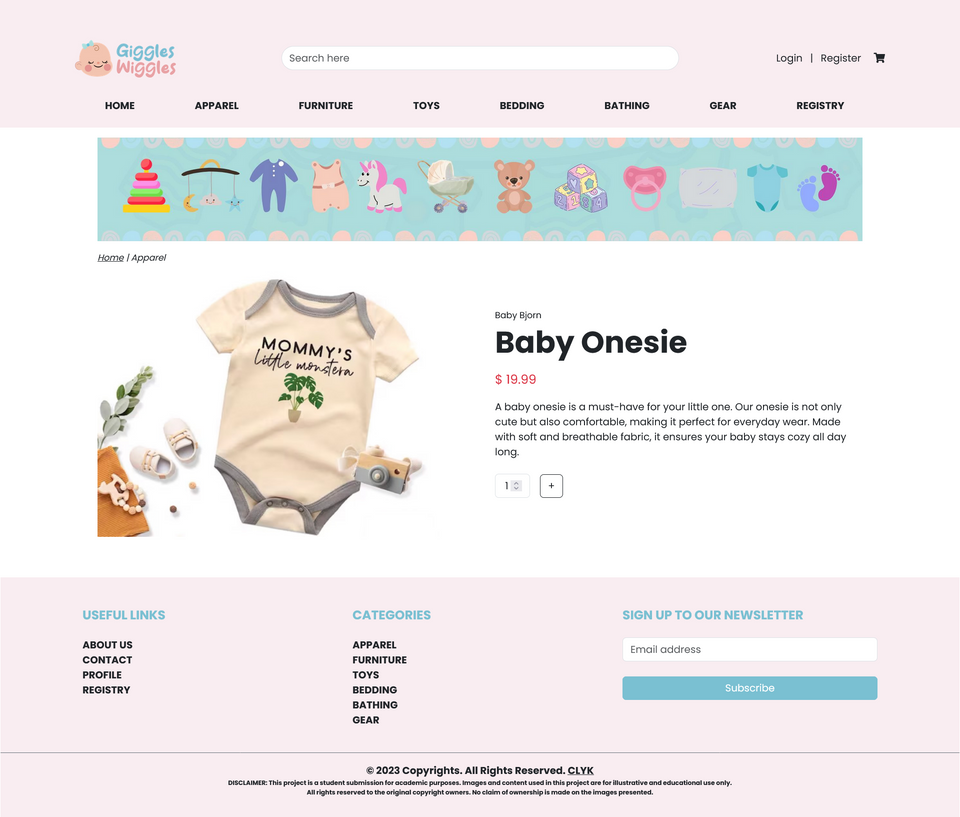 Giggles
Wiggles
Search here
Login | Register
HOME APPAREL FURNITURE TOYS BEDDING BATHING GEAR REGISTRY
Home | Apparel
MOMMY'S
little monstera
Baby Bjorn
Baby Onesie
$ 19.99
A baby onesie is a must-have for your little one. Our onesie is not only
cute but also comfortable, making it perfect for everyday wear. Made
with soft and breathable fabric, it ensures your baby stays cozy all day
long.
1 +
USEFUL LINKS
ABOUT US
CONTACT
PROFILE
REGISTRY
CATEGORIES
APPAREL
FURNITURE
TOYS
BEDDING
BATHING
GEAR
SIGN UP TO OUR NEWSLETTER
Email address
Subscribe
© 2023 Copyrights. All Rights Reserved. CLYK
DISCLAIMER: This project is a student submission for academic purposes. Images and content used in this project are for illustrative and educational use only.
All rights reserved to the original copyright owners. No claim of ownership is made on the images presented.